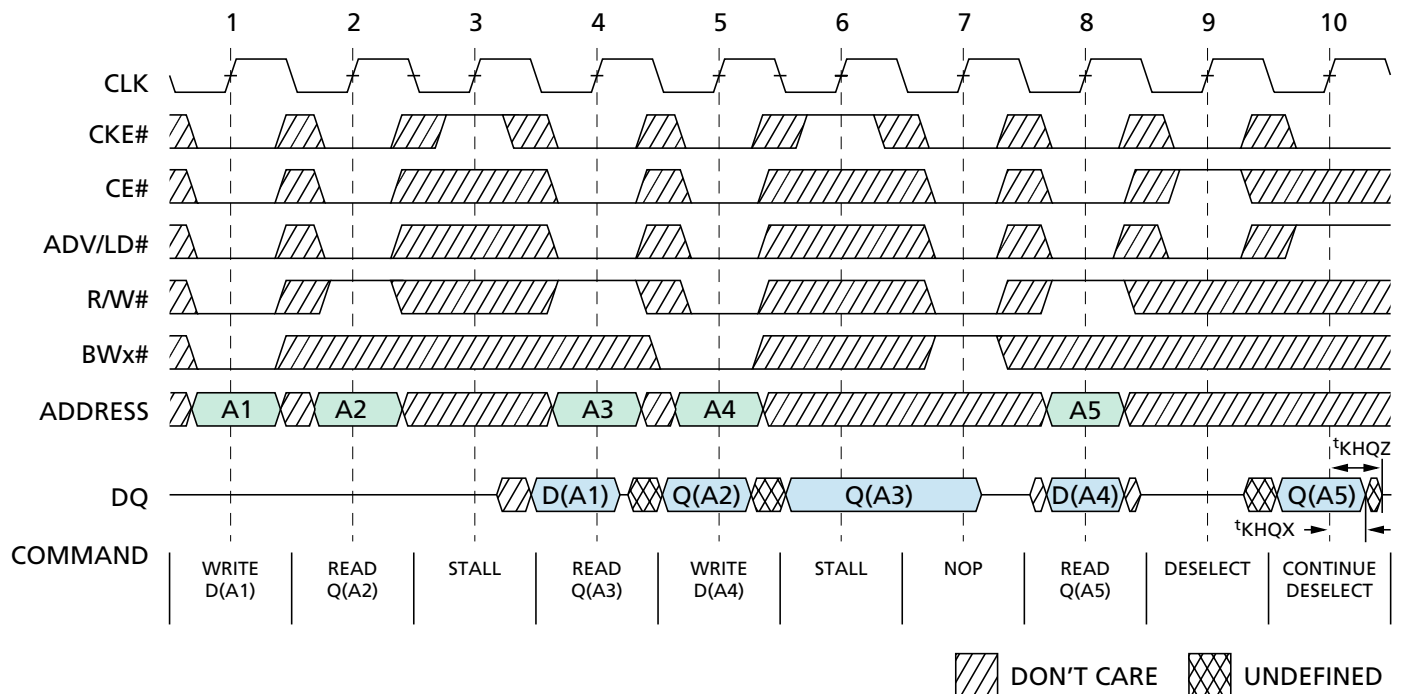 1 2 3 4 5 6 7 8 9 10
CLK
CKE#
CE#
ADV/LD#
R/W#
BWx#
ADDRESS A1 A2 A3 A4 A5
tKHQZ
DQ D(A1) Q(A2) Q(A3) D(A4) Q(A5)
tKHQX
COMMAND
WRITE READ STALL READ WRITE STALL NOP READ DESELECT CONTINUE
D(A1) Q(A2) Q(A3) D(A4) Q(A5) DESELECT
DON'T CARE UNDEFINED